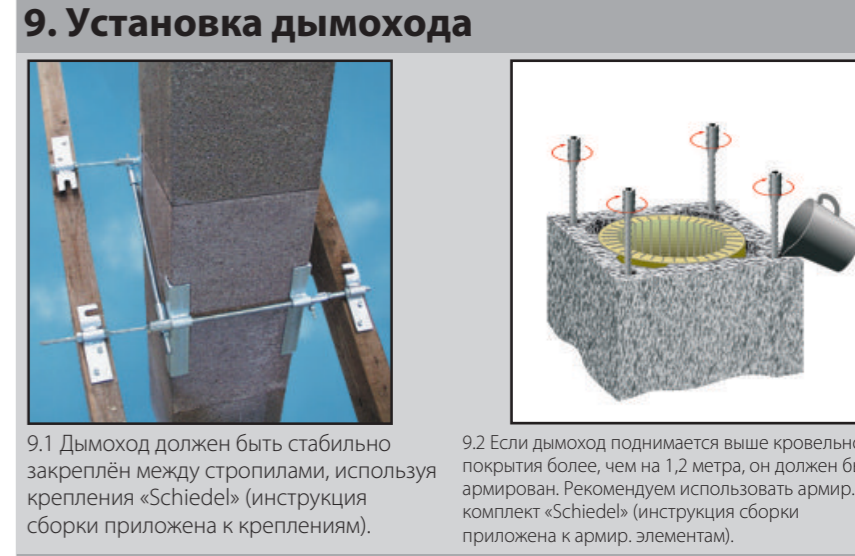 9. Установка дымохода
9.1 Дымоход должен быть стабильно
закреплён между стропилами, используя
крепления «Schiedel» (инструкция
сборки приложена к креплениям).
9.2 Если дымоход поднимается выше
покрытия более, чем на 1,2 метра, он должен
армирован. Рекомендуем использовать армир.
комплект «Schiedel» (инструкция сборки
приложена к армир. элементам).